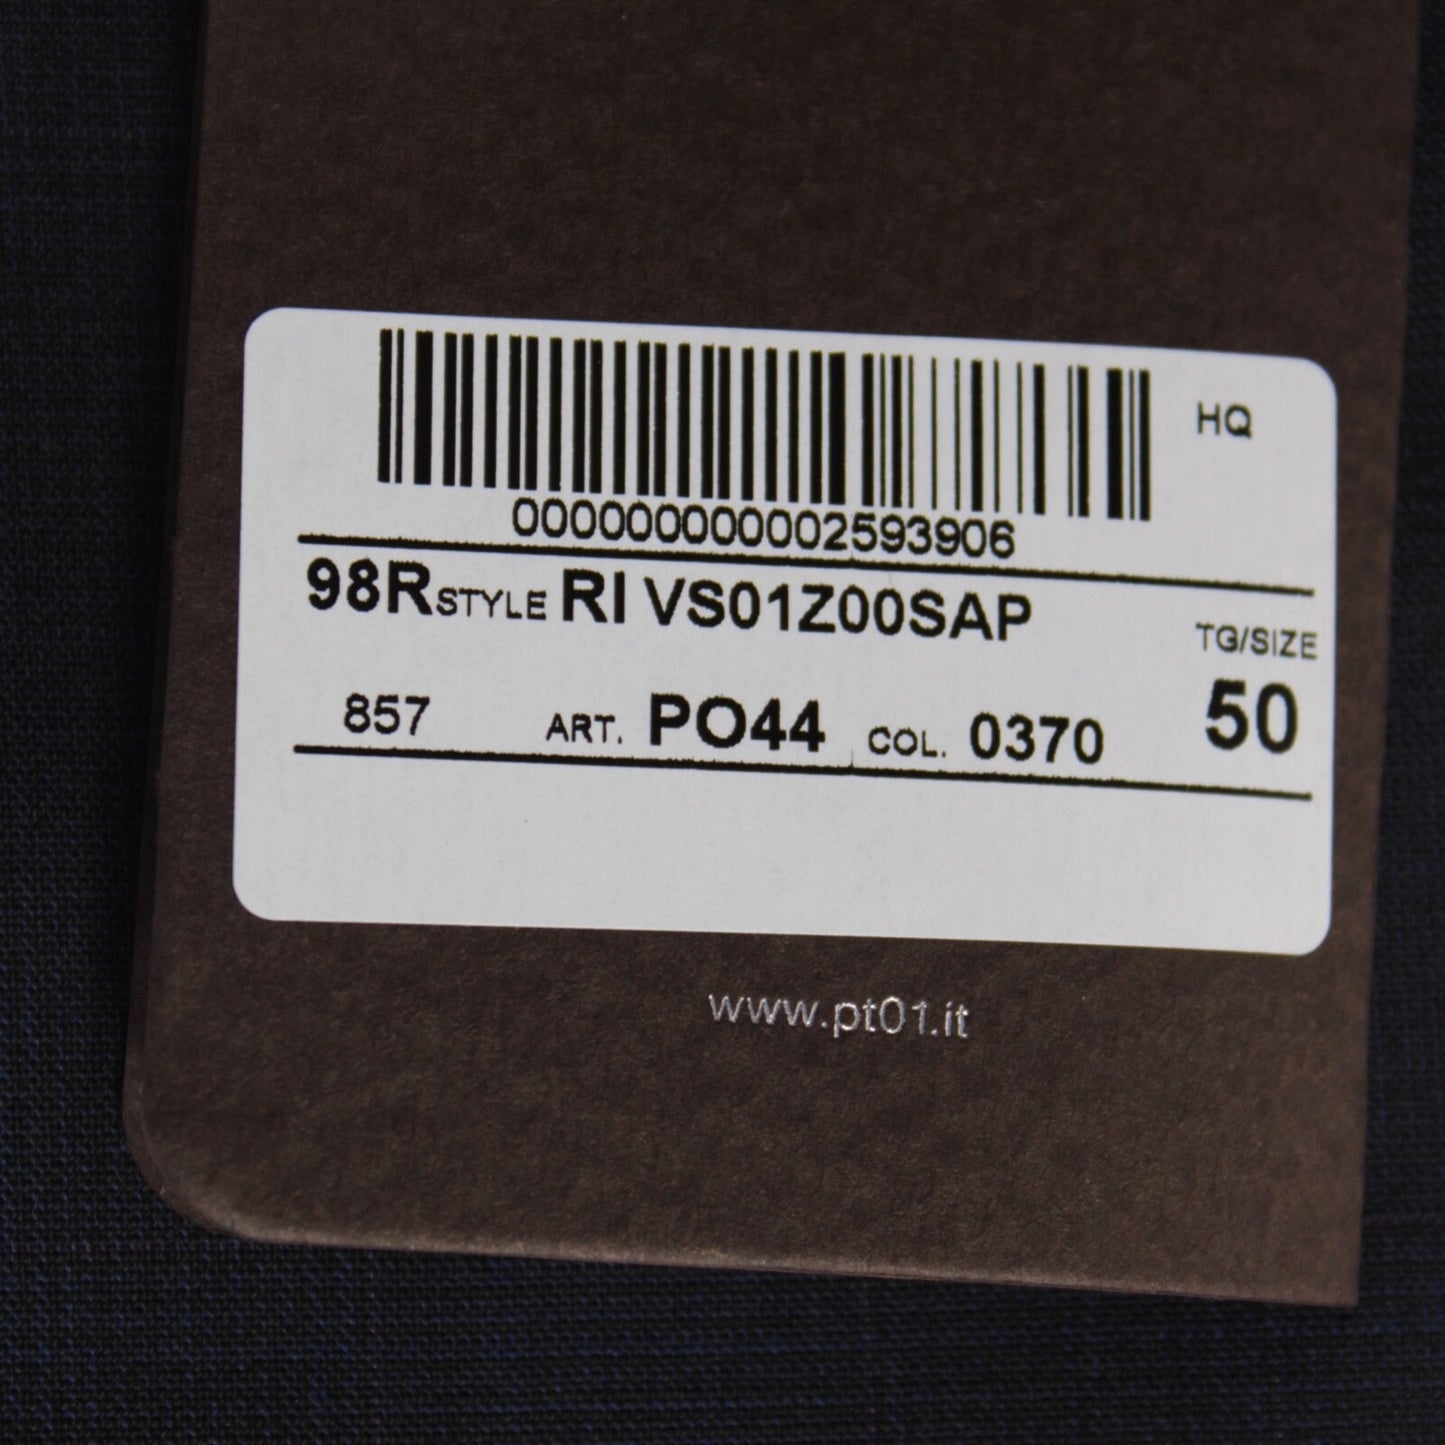 HQ
0000000000002593906
98R STYLE RI VS01Z00SAP
TG/SIZE
857 ART. PO44 COL. 0370 50
www.pt01.it